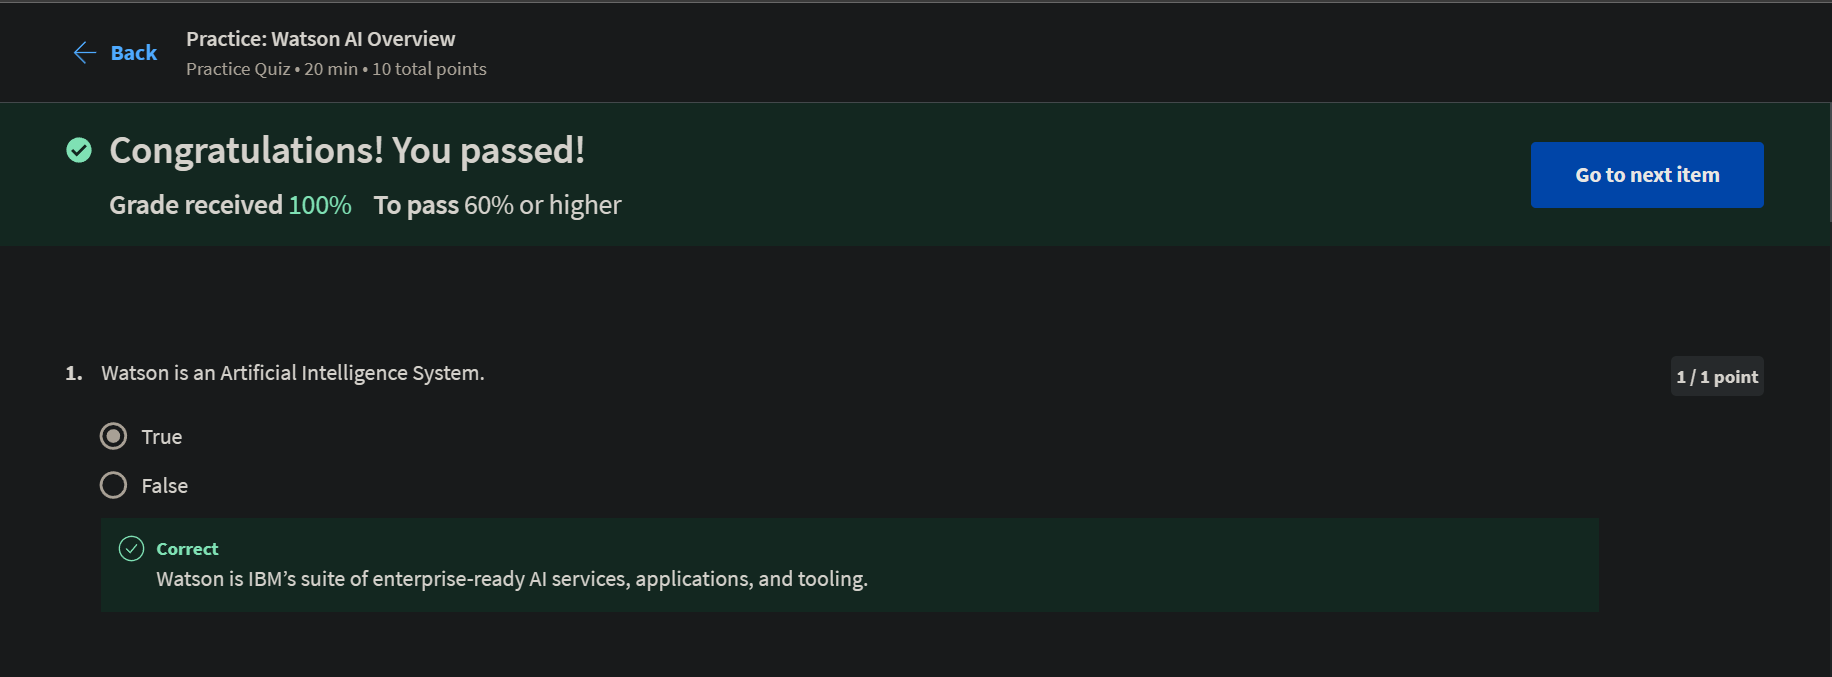 Back
Practice: Watson AI Overview
Practice Quiz • 20 min • 10 total points
Congratulations! You passed!
Grade received 100% To pass 60% or higher
Go to next item
1. Watson is an Artificial Intelligence System.
1 / 1 point
True
False
Correct
Watson is IBM’s suite of enterprise-ready AI services, applications, and tooling.